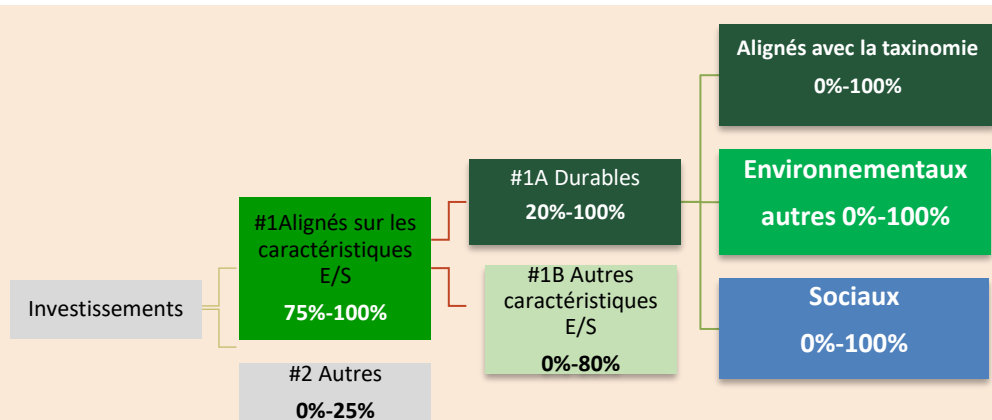 Investissements
#1Alignés sur les
caractéristiques
E/S
75%-100%
#2 Autres
0%-25%
#1A Durables
20%-100%
#1B Autres
caractéristiques
E/S
0%-80%
Alignés avec la taxinomie
0%-100%
Environnementaux
autres 0%-100%
Sociaux
0%-100%